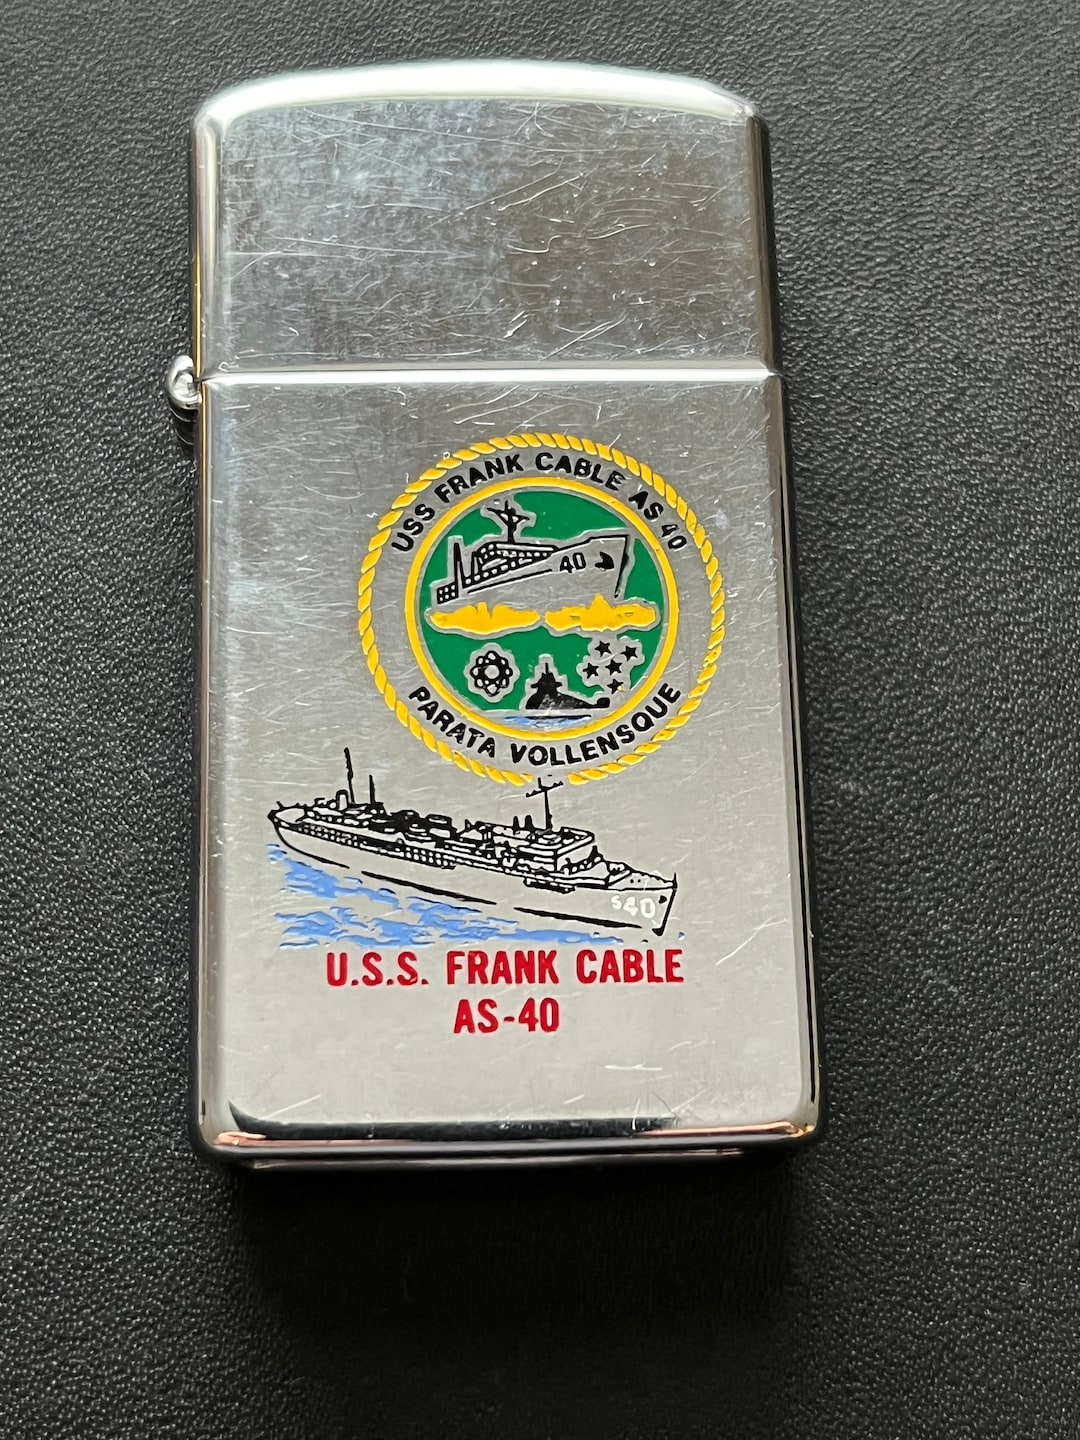 USS FRANK CABLE AS 40
40
PARATA VOLLENSQUE
S40
U.S.S. FRANK CABLE
AS-40